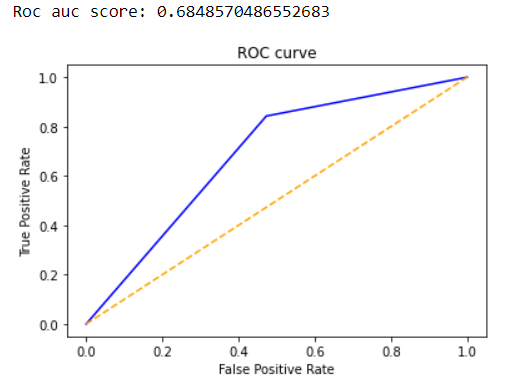 Roc auc score: 0.6848570486552683
ROC curve
1.0
0.8
0.6
0.4
0.2
0.0
True Positive Rate
0.0 0.2 0.4 0.6 0.8 1.0
False Positive Rate